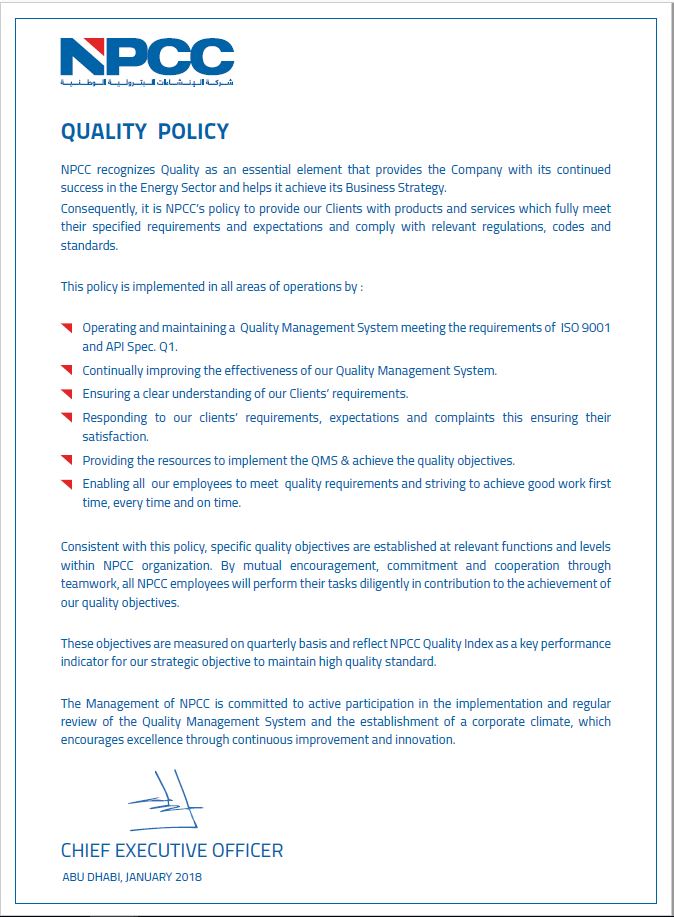 NPCC
شركة الإنشاءات البترولية الوطنية
QUALITY POLICY
NPCC recognizes Quality as an essential element that provides the Company with its continued
success in the Energy Sector and helps it achieve its Business Strategy.
Consequently, it is NPCC's policy to provide our Clients with products and services which fully meet
their specified requirements and expectations and comply with relevant regulations, codes and
standards.
This policy is implemented in all areas of operations by :
Operating and maintaining a Quality Management System meeting the requirements of ISO 9001
and API Spec. Q1.
Continually improving the effectiveness of our Quality Management System.
Ensuring a clear understanding of our Clients' requirements.
Responding to our clients' requirements, expectations and complaints this ensuring their
satisfaction.
Providing the resources to implement the QMS & achieve the quality objectives.
Enabling all our employees to meet quality requirements and striving to achieve good work first
time, every time and on time.
Consistent with this policy, specific quality objectives are established at relevant functions and levels
within NPCC organization. By mutual encouragement, commitment and cooperation through
teamwork, all NPCC employees will perform their tasks diligently in contribution to the achievement of
our quality objectives.
These objectives are measured on quarterly basis and reflect NPCC Quality Index as a key performance
indicator for our strategic objective to maintain high quality standard.
The Management of NPCC is committed to active participation in the implementation and regular
review of the Quality Management System and the establishment of a corporate climate, which
encourages excellence through continuous improvement and innovation.
CHIEF EXECUTIVE OFFICER
ABU DHABI, JANUARY 2018